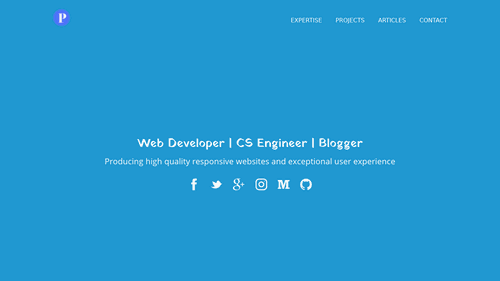 P
EXPERTISE PROJECTS ARTICLES CONTACT
Web Developer | CS Engineer | Blogger
Producing high quality responsive websites and exceptional user experience